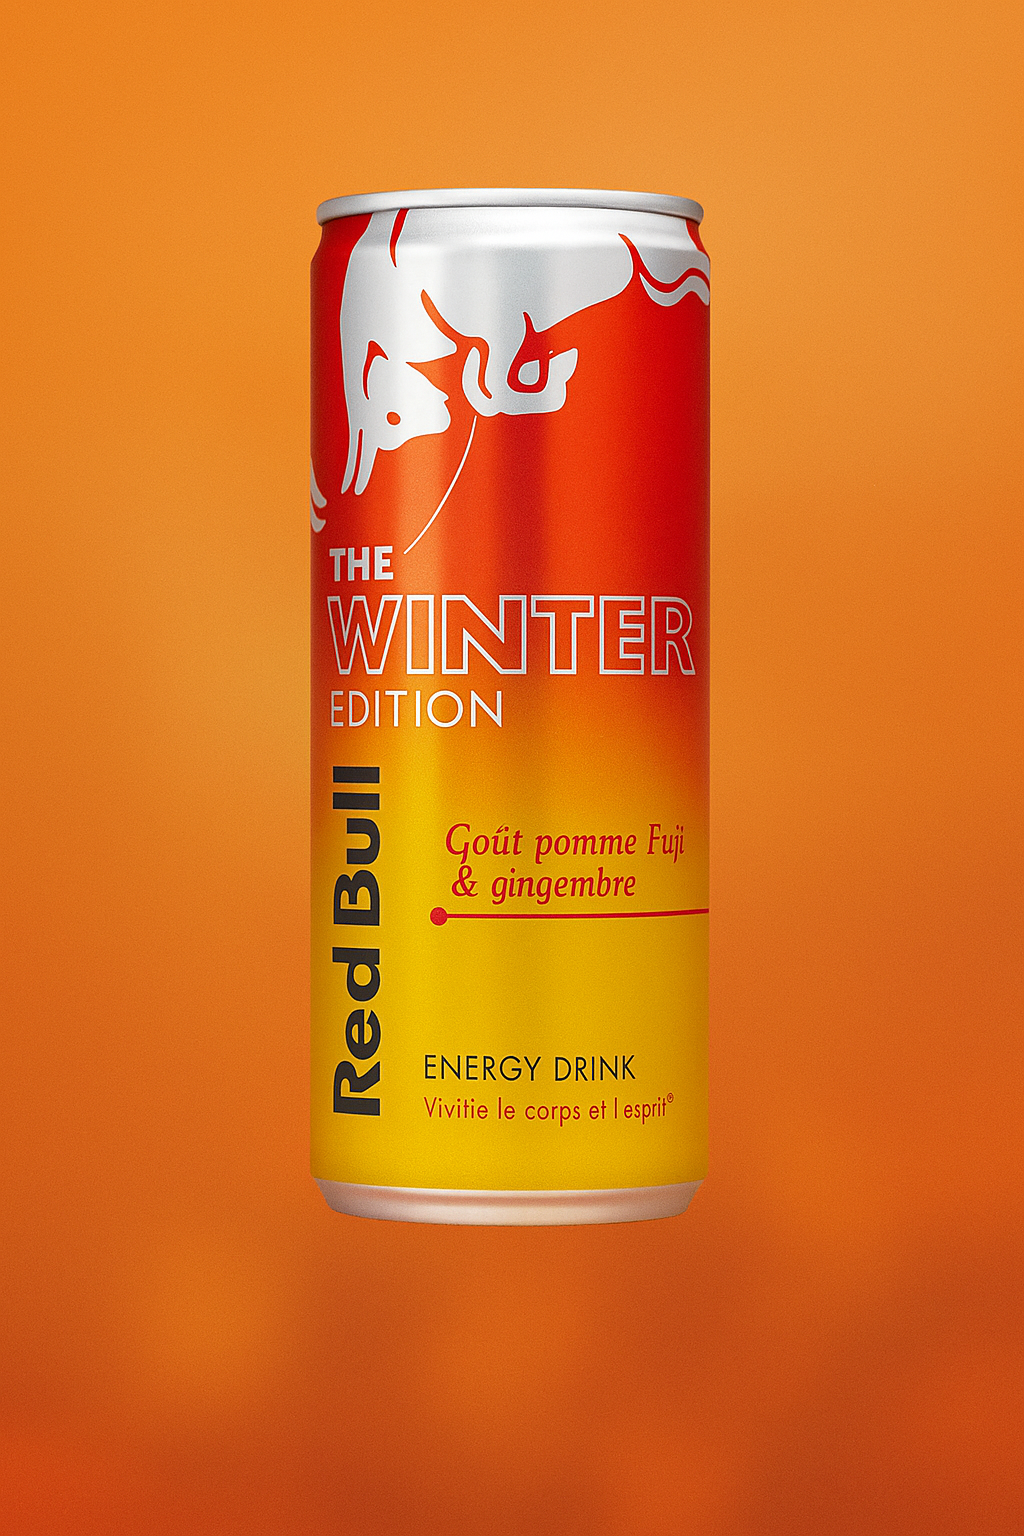 THE
WINTER
EDITION
Red Bull
Goût pomme Fuji
& gingembre
ENERGY DRINK
Vivitie le corps et l esprit®